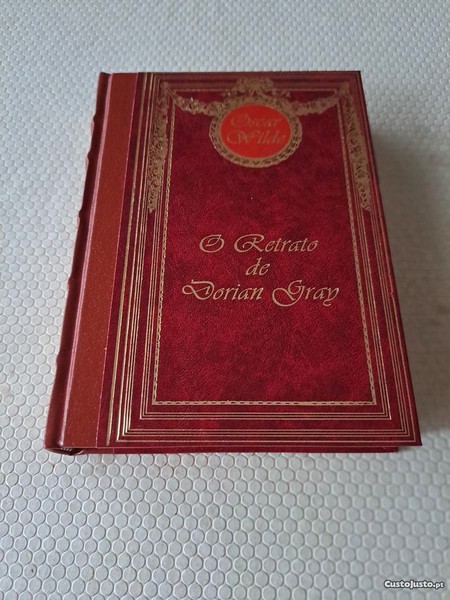 Oscar
Wilde
O Retrato
de
Dorian Gray
CustoJusto.pt